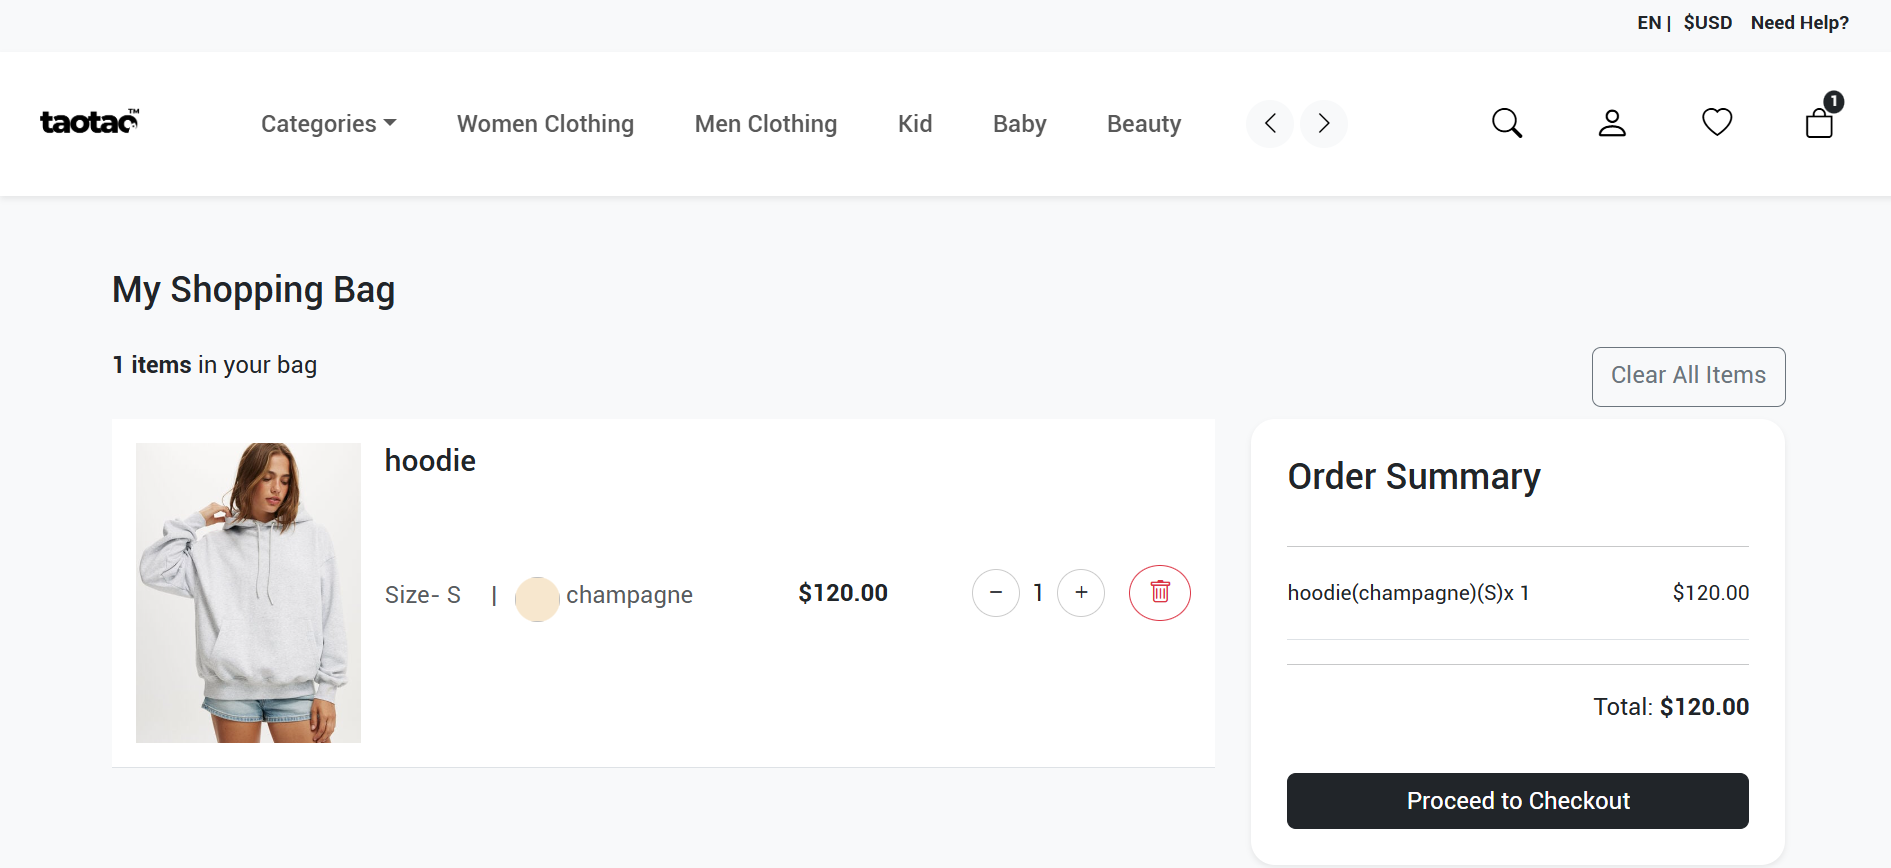 EN | $USD Need Help?
taotao™
Categories Women Clothing Men Clothing Kid Baby Beauty
1
My Shopping Bag
1 items in your bag
Clear All Items
hoodie
Size- S | champagne $120.00 − 1 +
Order Summary
hoodie(champagne)(S)x 1 $120.00
Total: $120.00
Proceed to Checkout